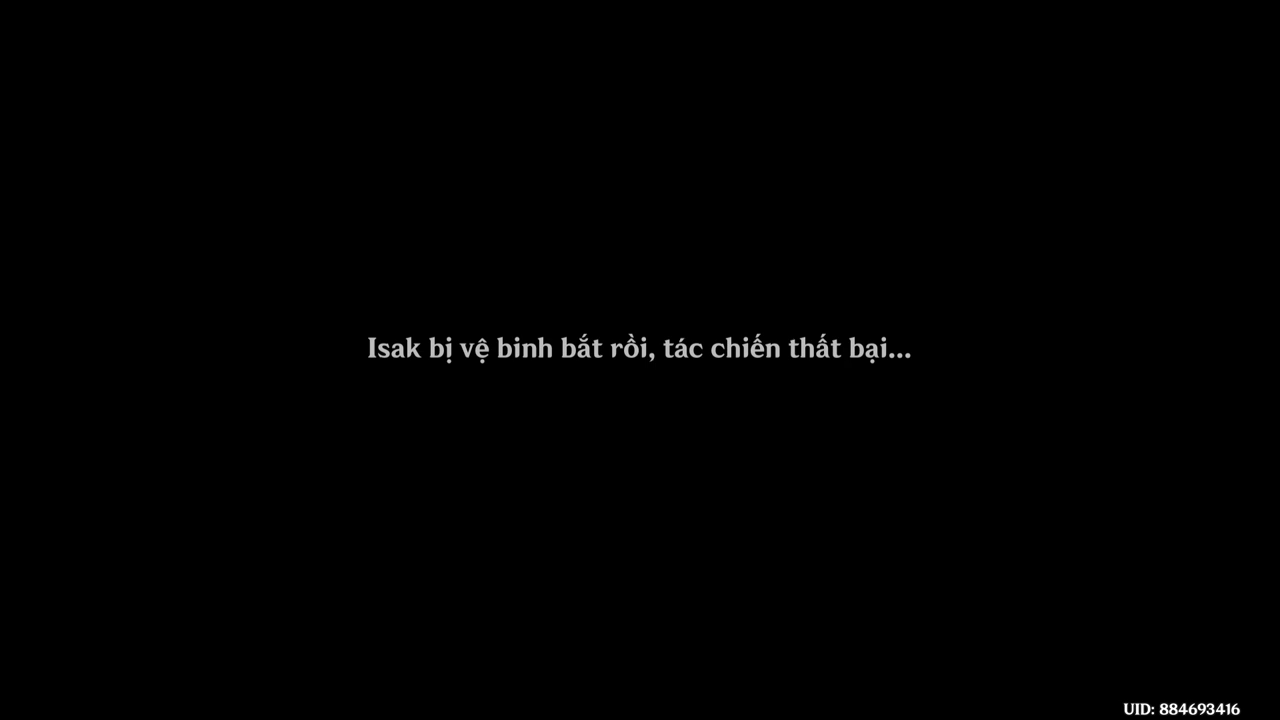 Isak bị vệ binh bắt rồi, tác chiến thất bại...
UID: 884693416